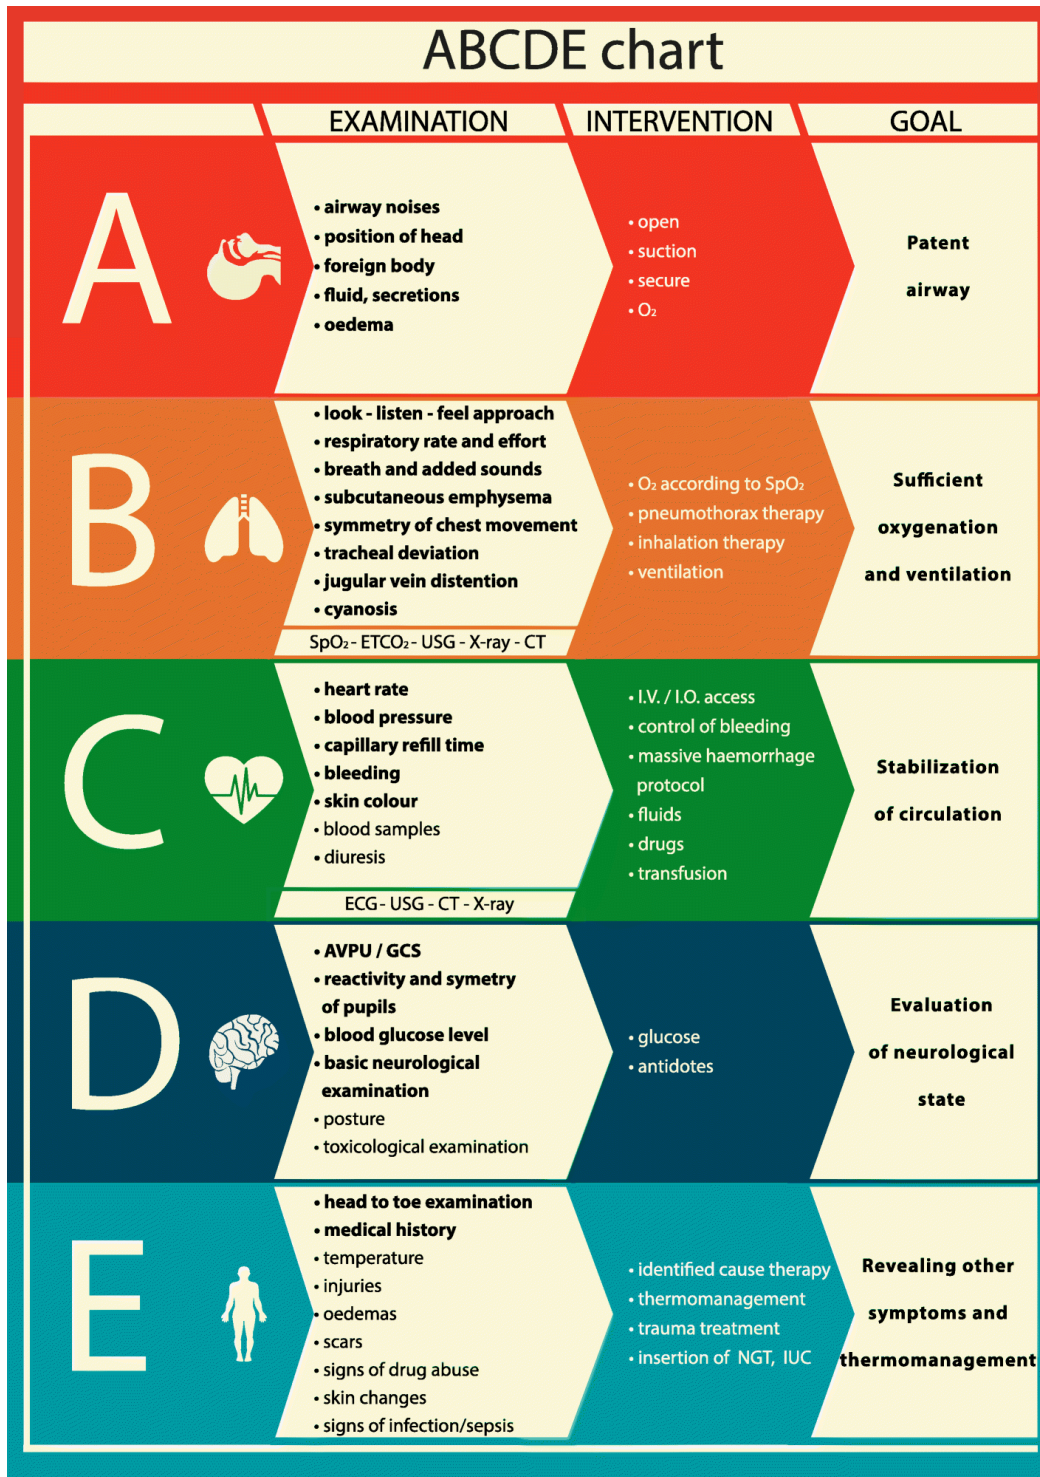 ABCDE chart
EXAMINATION
INTERVENTION
GOAL
A
• airway noises
• position of head
• foreign body
• fluid, secretions
• oedema
• open
• suction
• secure
• O₂
Patent
airway
B
• look - listen - feel approach
• respiratory rate and effort
• breath and added sounds
• subcutaneous emphysema
• symmetry of chest movement
• tracheal deviation
• jugular vein distention
• cyanosis
SpO₂ - ETCO₂ - USG - X-ray - CT
• O₂ according to SpO₂
• pneumothorax therapy
• inhalation therapy
• ventilation
Sufficient
oxygenation
and ventilation
C
• heart rate
• blood pressure
• capillary refill time
• bleeding
• skin colour
• blood samples
• diuresis
ECG - USG - CT - X-ray
• I.V. / I.O. access
• control of bleeding
• massive haemorrhage
protocol
• fluids
• drugs
• transfusion
Stabilization
of circulation
D
• AVPU / GCS
• reactivity and symetry
of pupils
• blood glucose level
• basic neurological
examination
• posture
• toxicological examination
• glucose
• antidotes
Evaluation
of neurological
state
E
• head to toe examination
• medical history
• temperature
• injuries
• oedemas
• scars
• signs of drug abuse
• skin changes
• signs of infection/sepsis
• identified cause therapy
• thermomanagement
• trauma treatment
• insertion of NGT, IUC
Revealing other
symptoms and
thermomanagement